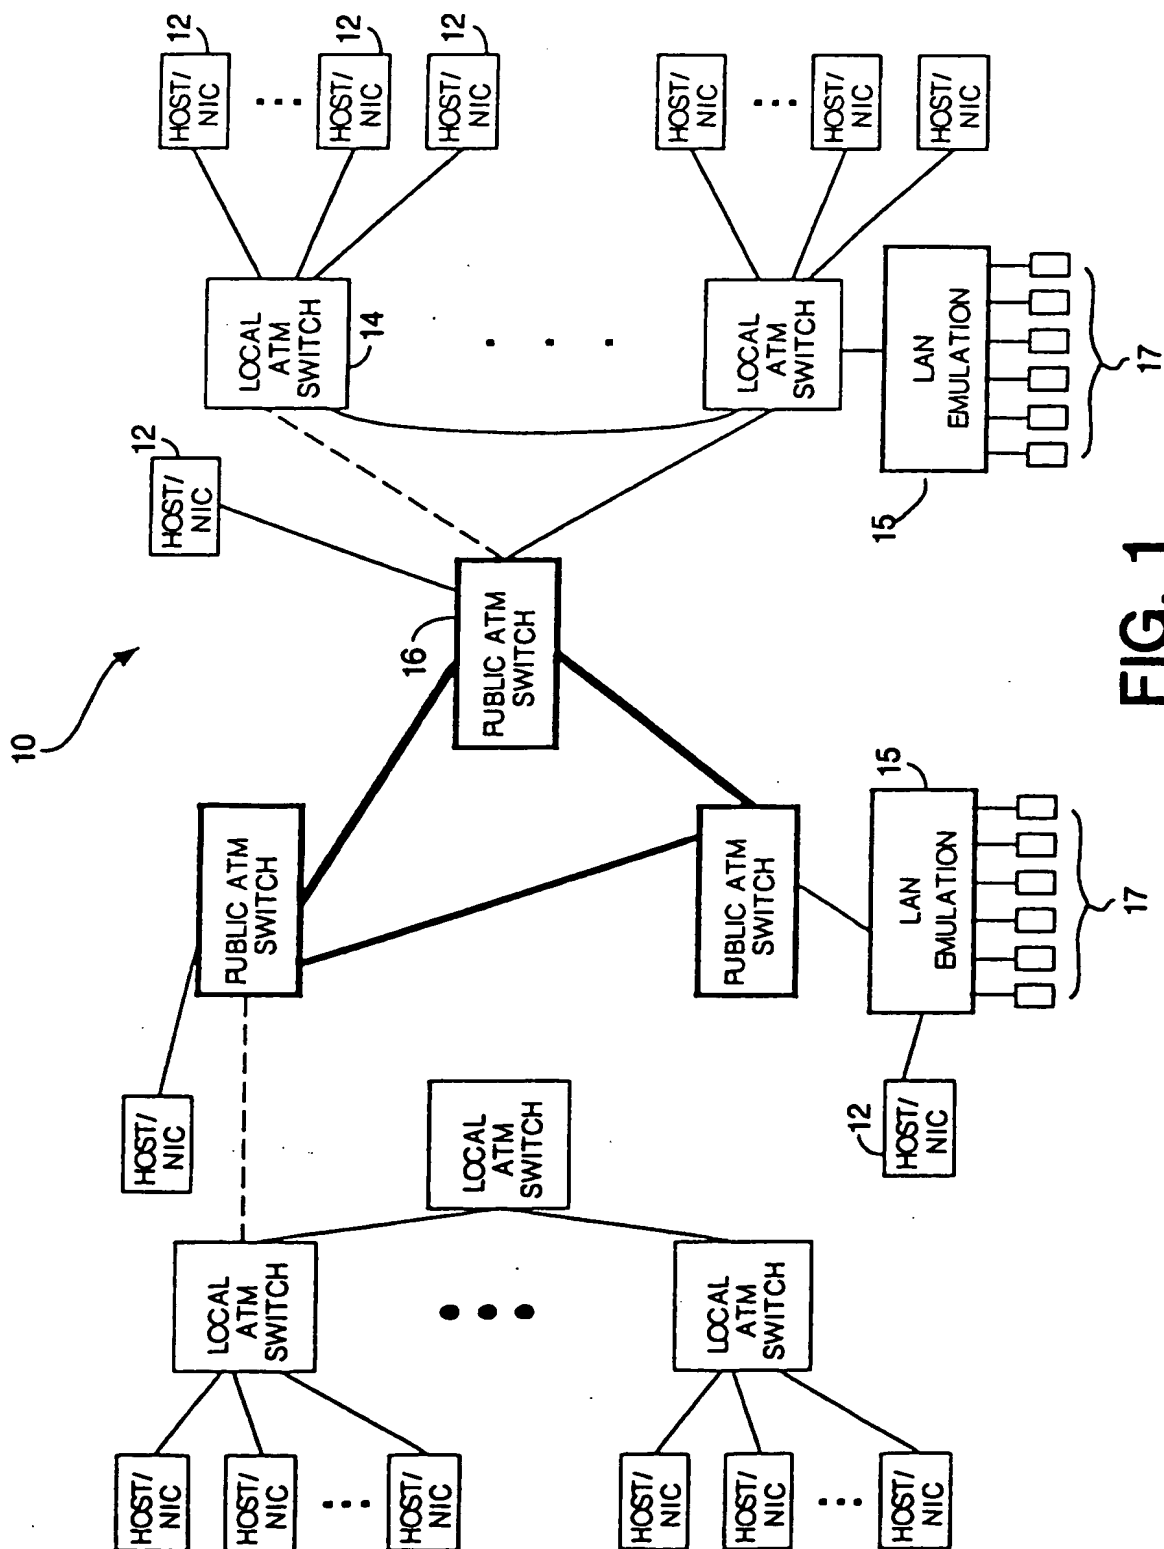 10
HOST/
NIC
HOST/
NIC
HOST/
NIC
LOCAL
ATM
SWITCH
HOST/
NIC
HOST/
NIC
HOST/
NIC
LOCAL
ATM
SWITCH
LOCAL
ATM
SWITCH
HOST/
NIC
PUBLIC ATM
SWITCH
PUBLIC ATM
SWITCH
16
PUBLIC ATM
SWITCH
12
HOST/
NIC
15
LAN
EMULATION
17
12
HOST/
NIC
LOCAL
ATM
SWITCH
14
12
HOST/
NIC
12
HOST/
NIC
12
HOST/
NIC
LOCAL
ATM
SWITCH
HOST/
NIC
HOST/
NIC
HOST/
NIC
15
LAN
EMULATION
17
FIG. 1